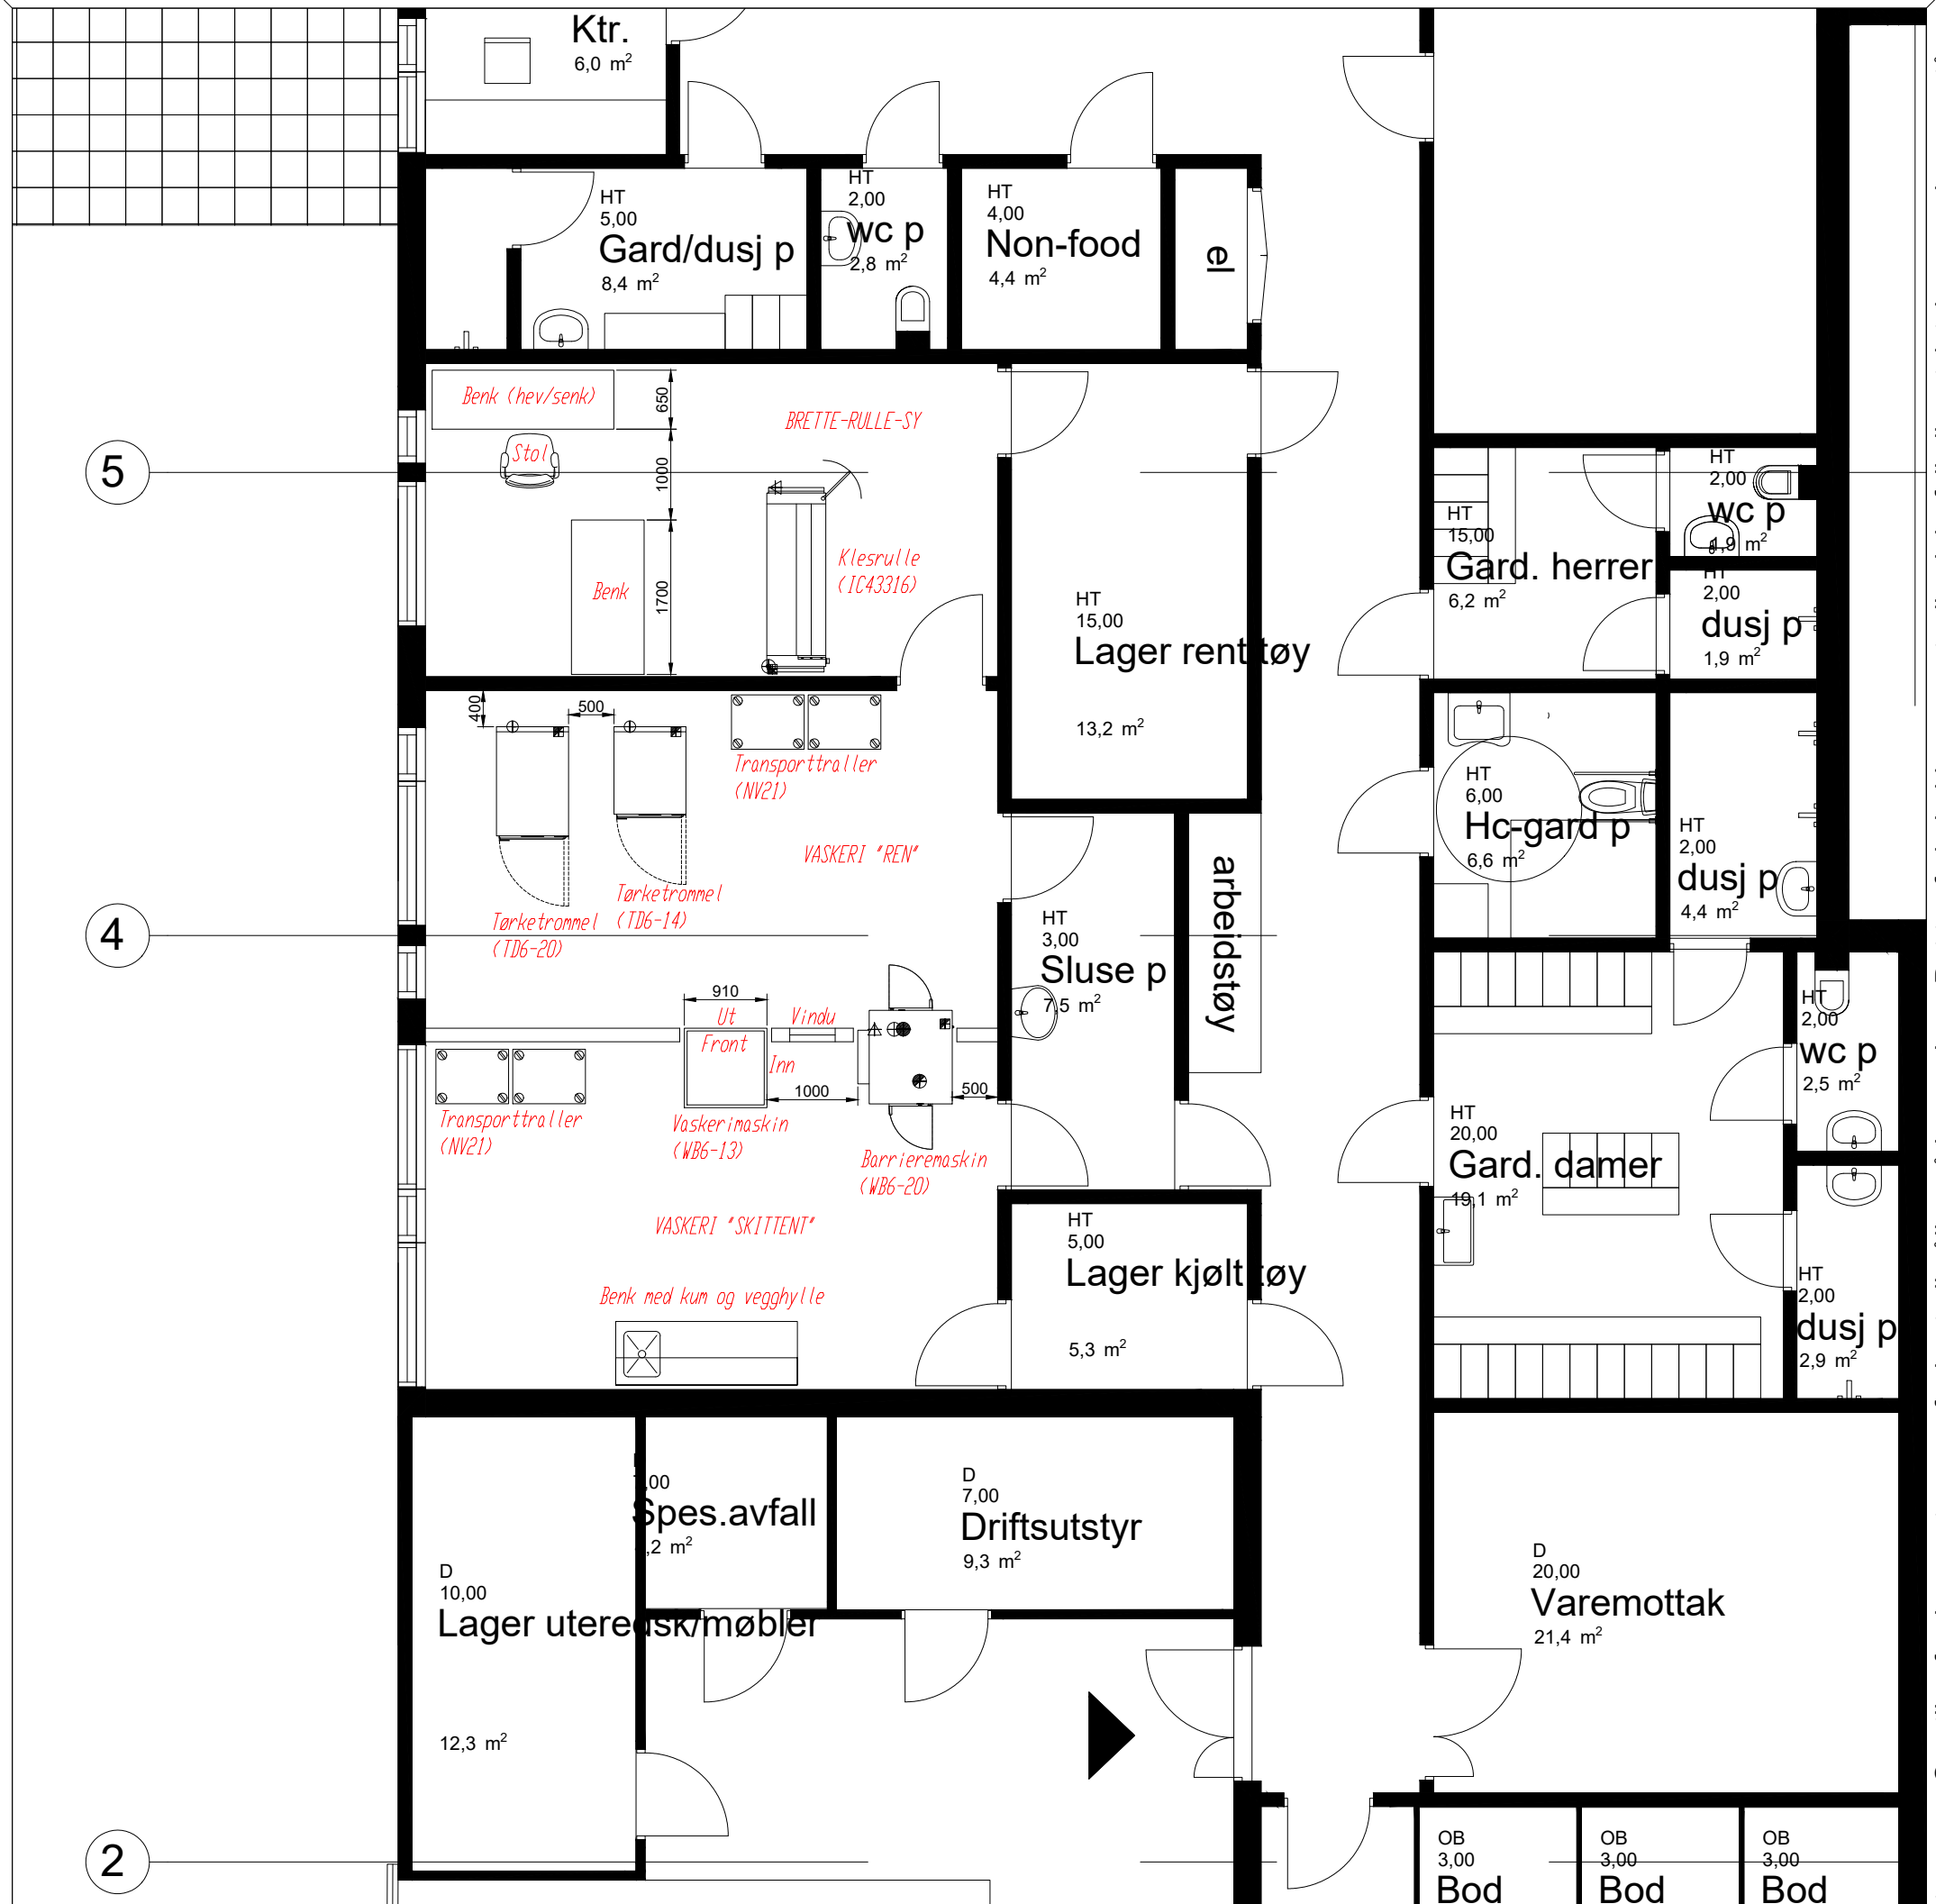 Ktr.
6,0 m²
HT
5,00
Gard/dusj p
8,4 m²
HT
2,00
wc p
2,8 m²
HT
4,00
Non-food
4,4 m²
el
Benk (hev/senk)
650
BRETTE-RULLE-SY
Stol
5
1000
Klesrulle
(IC43316)
Benk
1700
HT
15,00
Lager rent tøy
13,2 m²
HT
15,00
Gard. herrer
6,2 m²
HT
2,00
wc p
1,9 m²
HT
2,00
dusj p
1,9 m²
400
500
Transporttraller
(NV21)
VASKERI "REN"
Tørketrommel
(TD6-14)
Tørketrommel
(TD6-20)
4
HT
6,00
Hc-gard p
6,6 m²
HT
2,00
dusj p
4,4 m²
HT
3,00
Sluse p
7,5 m²
arbeidstøy
910
Ut
Front
Vindu
Inn
1000
500
Transporttraller
(NV21)
Vaskerimaskin
(WB6-13)
Barrieremaskin
(WB6-20)
VASKERI "SKITTENT"
Benk med kum og vegghylle
HT
5,00
Lager kjølt tøy
5,3 m²
HT
2,00
wc p
2,5 m²
HT
20,00
Gard. damer
19,1 m²
HT
2,00
dusj p
2,9 m²
Spes.avfall
D
7,00
Driftsutstyr
9,3 m²
D
10,00
Lager uteredsk/møbler
12,3 m²
D
20,00
Varemottak
21,4 m²
2
OB
3,00
Bod
OB
3,00
Bod
OB
3,00
Bod